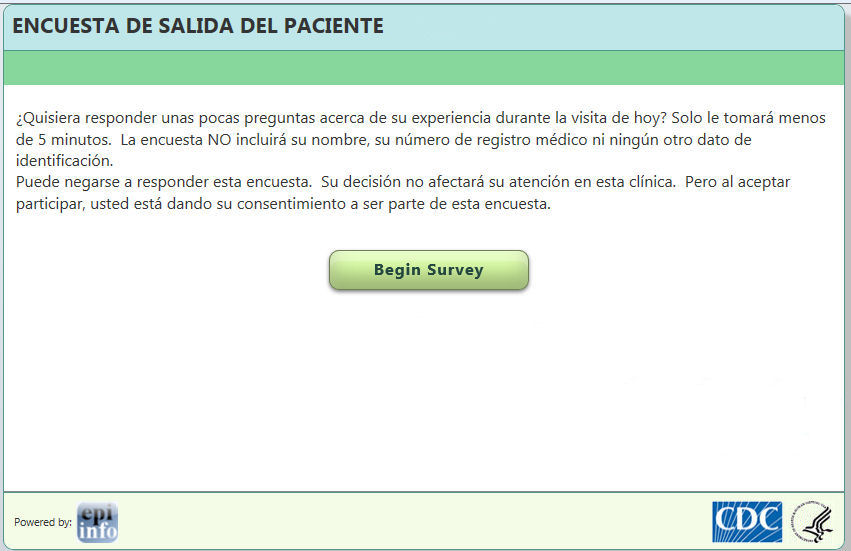 ENCUESTA DE SALIDA DEL PACIENTE
¿Quisiera responder unas pocas preguntas acerca de su experiencia durante la visita de hoy? Solo le tomará menos
de 5 minutos.  La encuesta NO incluirá su nombre, su número de registro médico ni ningún otro dato de
identificación.
Puede negarse a responder esta encuesta.  Su decisión no afectará su atención en esta clínica.  Pero al aceptar
participar, usted está dando su consentimiento a ser parte de esta encuesta.
Begin Survey
Powered by:
epi
info
CDC